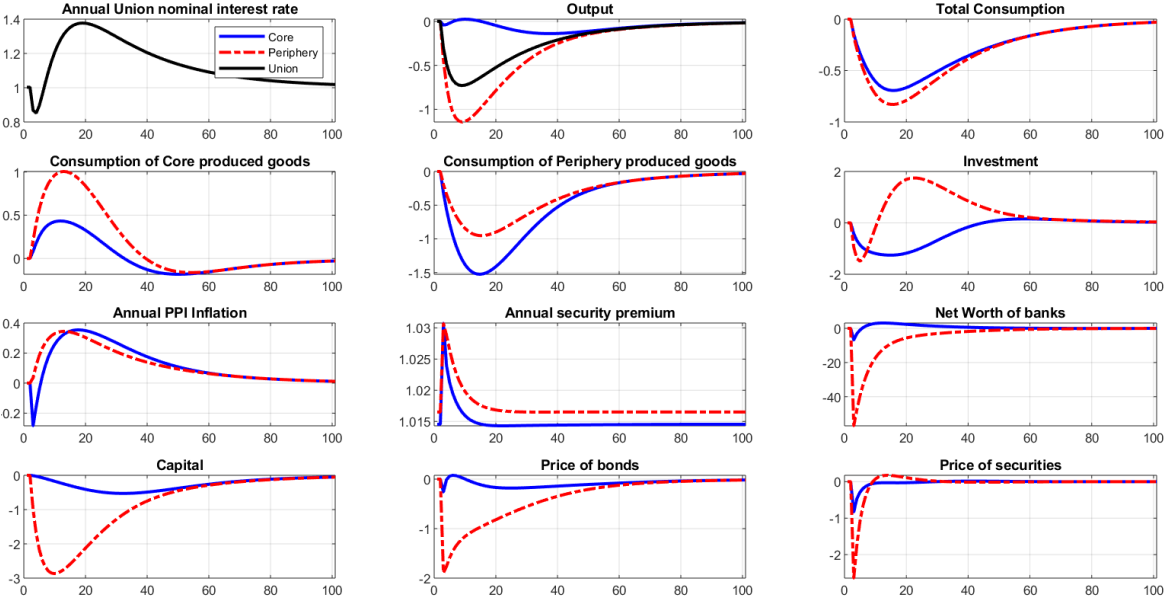 Annual Union nominal interest rate
1.4
1.2
1
0.8
0 20 40 60 80 100
Core
Periphery
Union
Output
0
-0.5
-1
0 20 40 60 80 100
Total Consumption
0
-0.5
-1
0 20 40 60 80 100
Consumption of Core produced goods
1
0.5
0
0 20 40 60 80 100
Consumption of Periphery produced goods
0
-0.5
-1
-1.5
0 20 40 60 80 100
Investment
2
0
-2
0 20 40 60 80 100
Annual PPI Inflation
0.4
0.2
0
-0.2
0 20 40 60 80 100
Annual security premium
1.03
1.025
1.02
1.015
0 20 40 60 80 100
Net Worth of banks
0
-20
-40
0 20 40 60 80 100
Capital
0
-1
-2
-3
0 20 40 60 80 100
Price of bonds
0
-1
-2
0 20 40 60 80 100
Price of securities
0
-1
-2
0 20 40 60 80 100